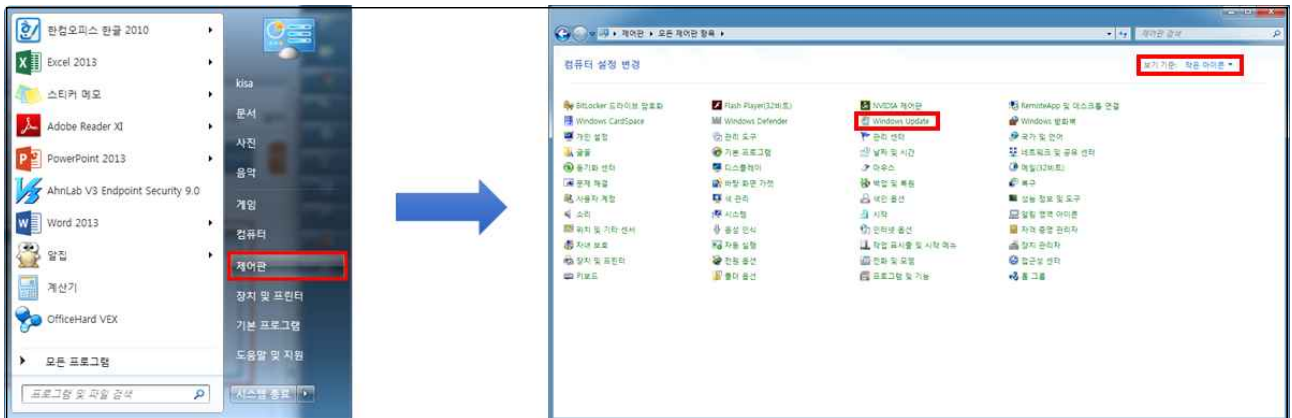 한컴오피스 한글 2010
Excel 2013
스티커 메모
Adobe Reader XI
PowerPoint 2013
AhnLab V3 Endpoint Security 9.0
Word 2013
알집
계산기
OfficeHard VEX
모든 프로그램
프로그램 및 파일 검색
kisa
문서
사진
음악
게임
컴퓨터
제어판
장치 및 프린터
기본 프로그램
도움말 및 지원
시스템 종료
제어판 ▸ 모든 제어판 항목 ▸
제어판 검색
컴퓨터 설정 변경
보기 기준: 작은 아이콘
BitLocker 드라이브 암호화
Flash Player(32비트)
NVIDIA 제어판
RemoteApp 및 데스크톱 연결
Windows CardSpace
Windows Defender
Windows Update
Windows 방화벽
개인 설정
관리 도구
관리 센터
국가 및 언어
글꼴
기본 프로그램
날짜 및 시간
네트워크 및 공유 센터
동기화 센터
디스플레이
마우스
메일(32비트)
문제 해결
바탕 화면 가젯
백업 및 복원
복구
사용자 계정
색 관리
색인 옵션
성능 정보 및 도구
소리
시스템
시작
알림 영역 아이콘
위치 및 기타 센서
음성 인식
인터넷 옵션
자격 증명 관리자
자녀 보호
자동 실행
작업 표시줄 및 시작 메뉴
장치 관리자
장치 및 프린터
전원 옵션
전화 및 모뎀
접근성 센터
키보드
폴더 옵션
프로그램 및 기능
홈 그룹